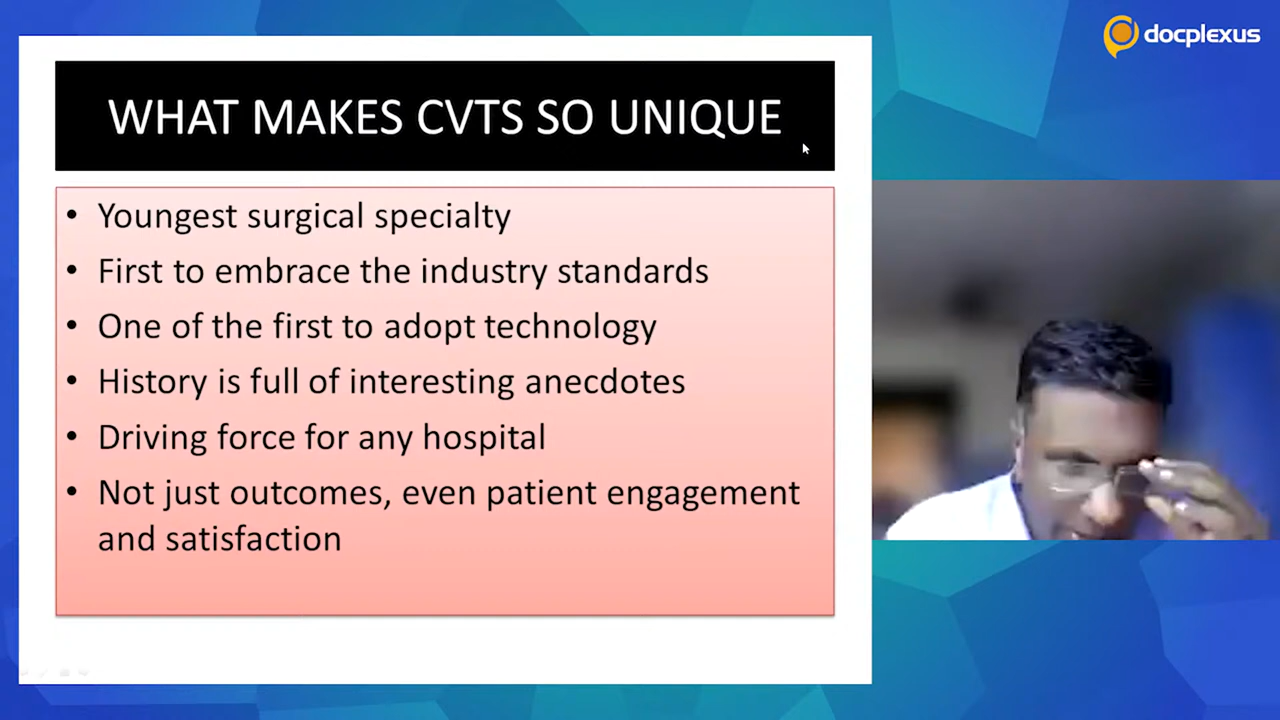 docplexus
WHAT MAKES CVTS SO UNIQUE
• Youngest surgical specialty
• First to embrace the industry standards
• One of the first to adopt technology
• History is full of interesting anecdotes
• Driving force for any hospital
• Not just outcomes, even patient engagement
and satisfaction